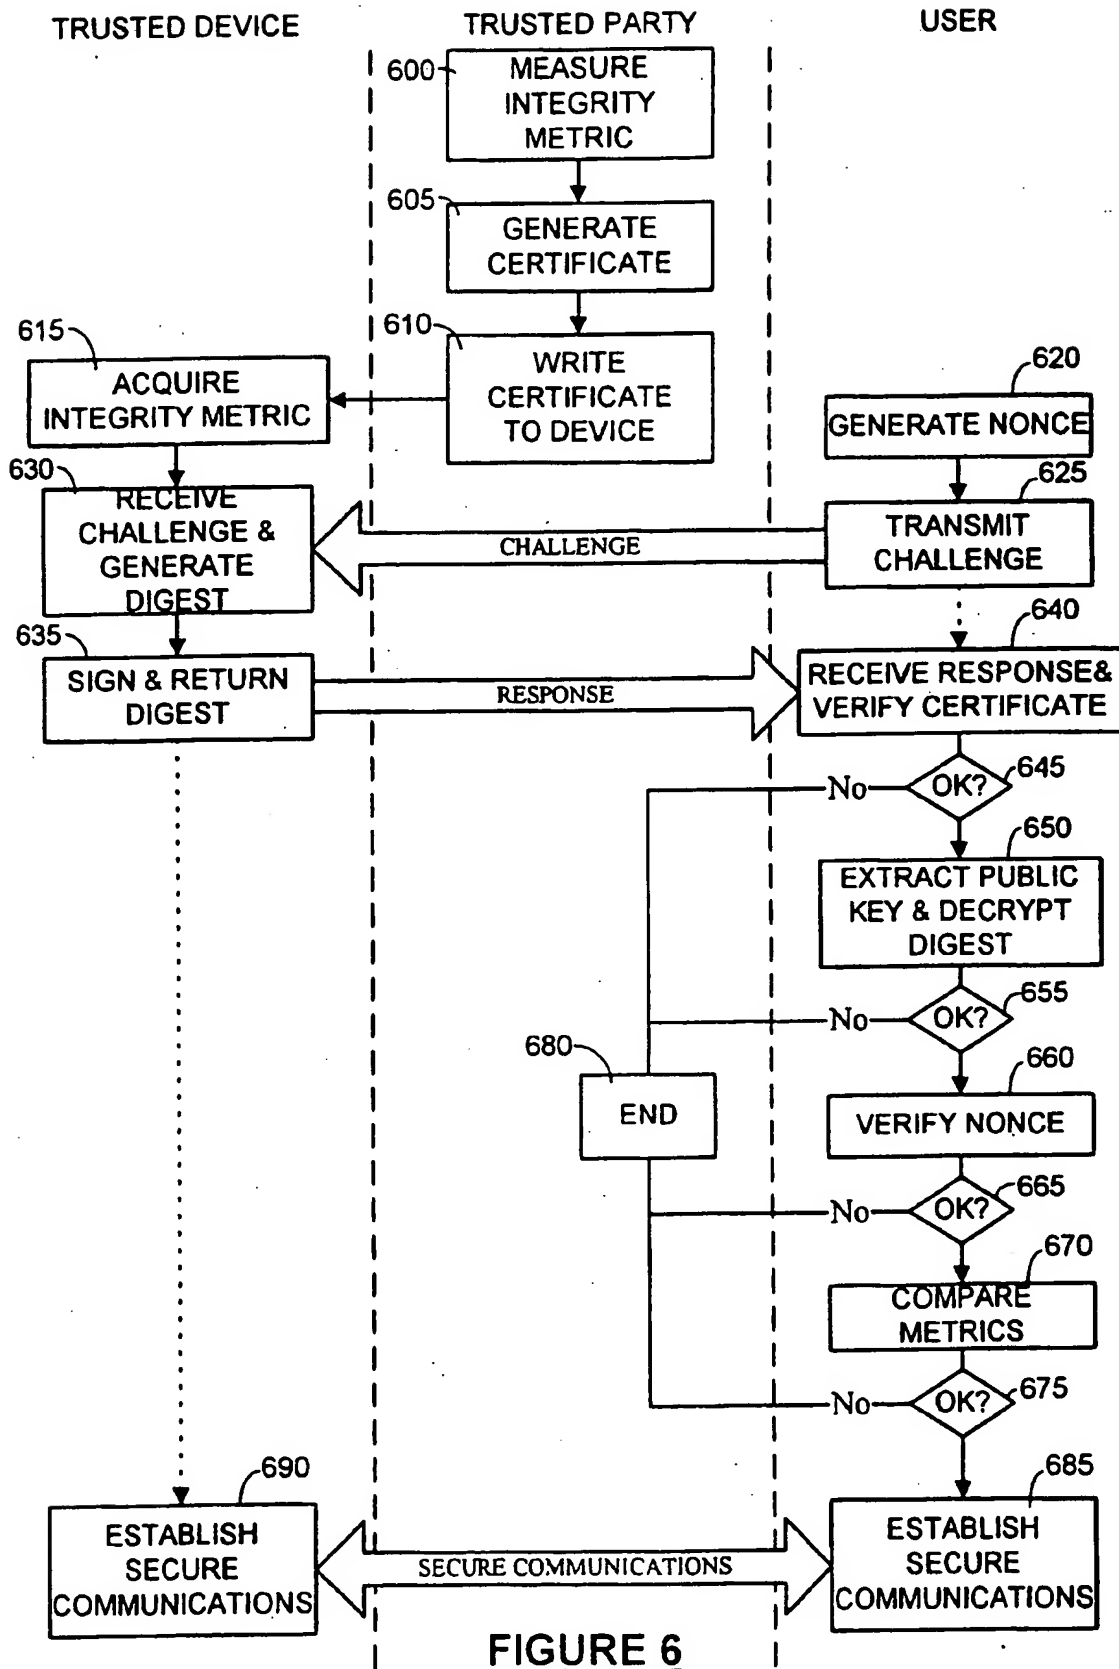 TRUSTED DEVICE
TRUSTED PARTY
USER
600
MEASURE
INTEGRITY
METRIC
605
GENERATE
CERTIFICATE
610
WRITE
CERTIFICATE
TO DEVICE
615
ACQUIRE
INTEGRITY METRIC
620
GENERATE NONCE
625
TRANSMIT
CHALLENGE
CHALLENGE
630
RECEIVE
CHALLENGE &
GENERATE
DIGEST
635
SIGN & RETURN
DIGEST
RESPONSE
640
RECEIVE RESPONSE&
VERIFY CERTIFICATE
645
OK?
No
650
EXTRACT PUBLIC
KEY & DECRYPT
DIGEST
655
OK?
No
680
END
660
VERIFY NONCE
665
OK?
No
670
COMPARE
METRICS
675
OK?
No
690
ESTABLISH
SECURE
COMMUNICATIONS
SECURE COMMUNICATIONS
685
ESTABLISH
SECURE
COMMUNICATIONS
FIGURE 6